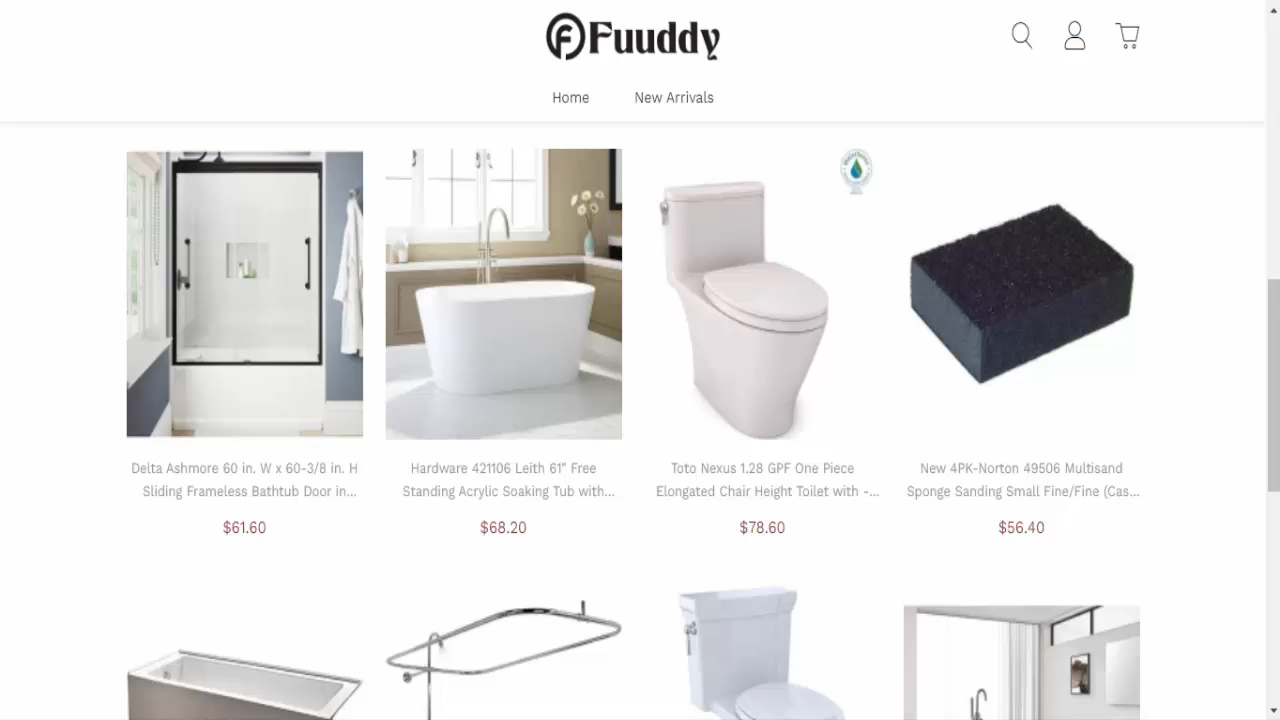 Fuuddy
Home New Arrivals
Delta Ashmore 60 in. W x 60-3/8 in. H
Sliding Frameless Bathtub Door in...
$61.60
Hardware 421106 Leith 61" Free
Standing Acrylic Soaking Tub with...
$68.20
Toto Nexus 1.28 GPF One Piece
Elongated Chair Height Toilet with -...
$78.60
New 4PK-Norton 49506 Multisand
Sponge Sanding Small Fine/Fine (Cas...
$56.40